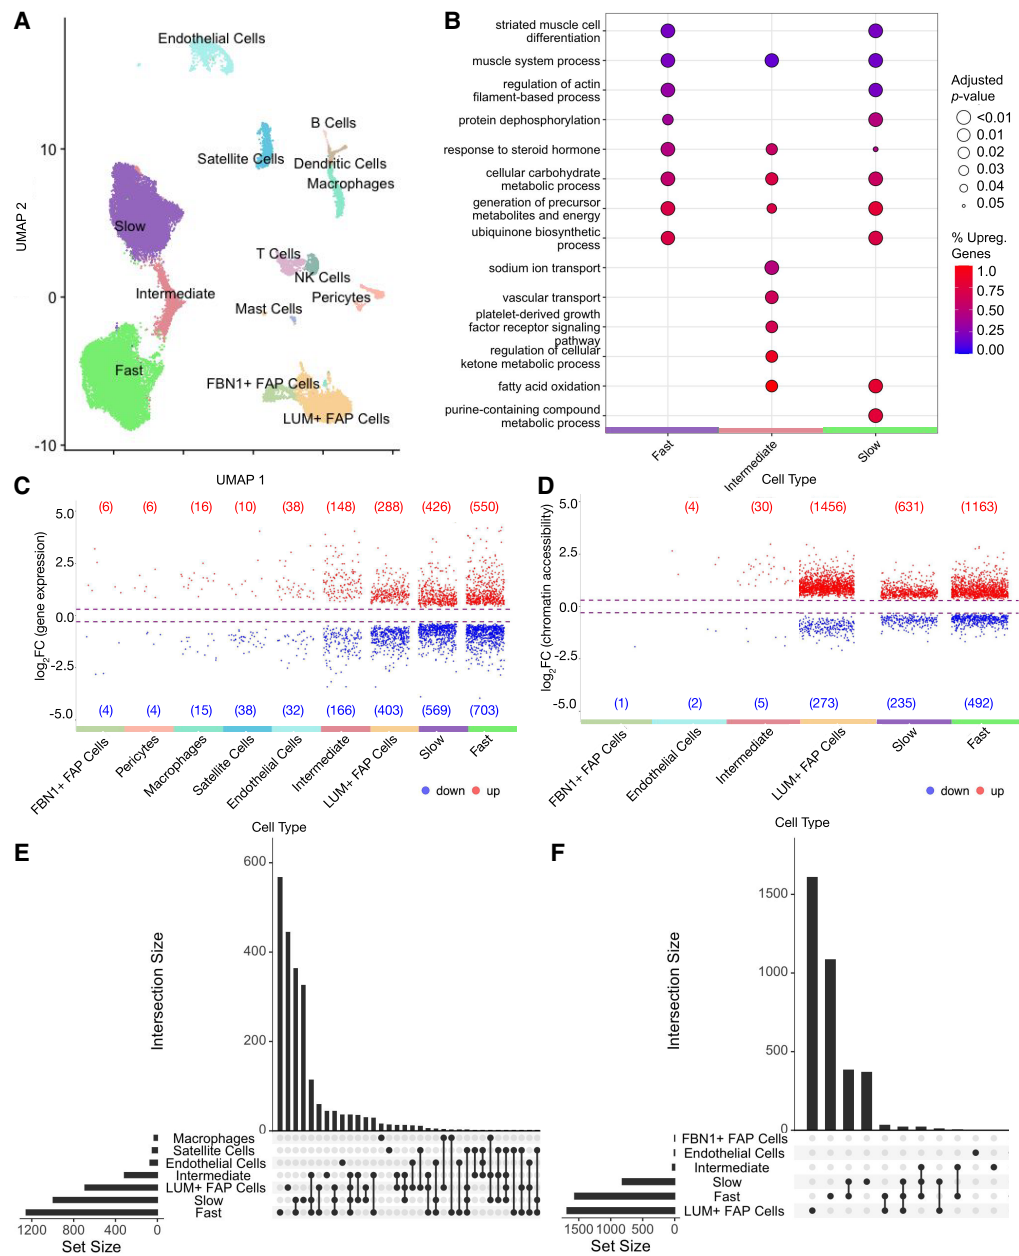 A
Endothelial Cells
B Cells
Satellite Cells
Dendritic Cells
Macrophages
Slow
T Cells
NK Cells
Intermediate
Pericytes
Mast Cells
Fast
FBN1+ FAP Cells
LUM+ FAP Cells
10
0
-10
UMAP 2
UMAP 1
B
striated muscle cell
differentiation
muscle system process
regulation of actin
filament-based process
protein dephosphorylation
response to steroid hormone
cellular carbohydrate
metabolic process
generation of precursor
metabolites and energy
ubiquinone biosynthetic
process
sodium ion transport
vascular transport
platelet-derived growth
factor receptor signaling
pathway
regulation of cellular
ketone metabolic process
fatty acid oxidation
purine-containing compound
metabolic process
Fast
Intermediate
Slow
Cell Type
Adjusted
p-value
<0.01
0.01
0.02
0.03
0.04
0.05
% Upreg.
Genes
1.0
0.75
0.50
0.25
0.00
C
log2FC (gene expression)
5.0
2.5
0.0
-2.5
-5.0
(6) (6) (16) (10) (38) (148) (288) (426) (550)
(4) (4) (15) (38) (32) (166) (403) (569) (703)
FBN1+ FAP Cells
Pericytes
Macrophages
Satellite Cells
Endothelial Cells
Intermediate
LUM+ FAP Cells
Slow
Fast
down up
Cell Type
D
log2FC (chromatin accessibility)
5.0
2.5
0.0
-2.5
-5.0
(4) (30) (1456) (631) (1163)
(1) (2) (5) (273) (235) (492)
FBN1+ FAP Cells
Endothelial Cells
Intermediate
LUM+ FAP Cells
Slow
Fast
down up
Cell Type
E
Intersection Size
600
400
200
0
Macrophages
Satellite Cells
Endothelial Cells
Intermediate
LUM+ FAP Cells
Slow
Fast
1200 800 400 0
Set Size
F
Intersection Size
1500
1000
500
0
FBN1+ FAP Cells
Endothelial Cells
Intermediate
Slow
Fast
LUM+ FAP Cells
1500 1000 500 0
Set Size